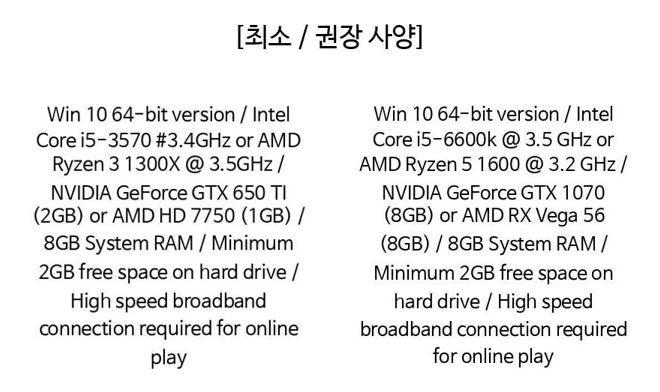 [최소 / 권장 사양]
Win 10 64-bit version / Intel
Core i5-3570 #3.4GHz or AMD
Ryzen 3 1300X @ 3.5GHz /
NVIDIA GeForce GTX 650 TI
(2GB) or AMD HD 7750 (1GB) /
8GB System RAM / Minimum
2GB free space on hard drive /
High speed broadband
connection required for online
play
Win 10 64-bit version / Intel
Core i5-6600k @ 3.5 GHz or
AMD Ryzen 5 1600 @ 3.2 GHz /
NVIDIA GeForce GTX 1070
(8GB) or AMD RX Vega 56
(8GB) / 8GB System RAM /
Minimum 2GB free space on
hard drive / High speed
broadband connection required
for online play